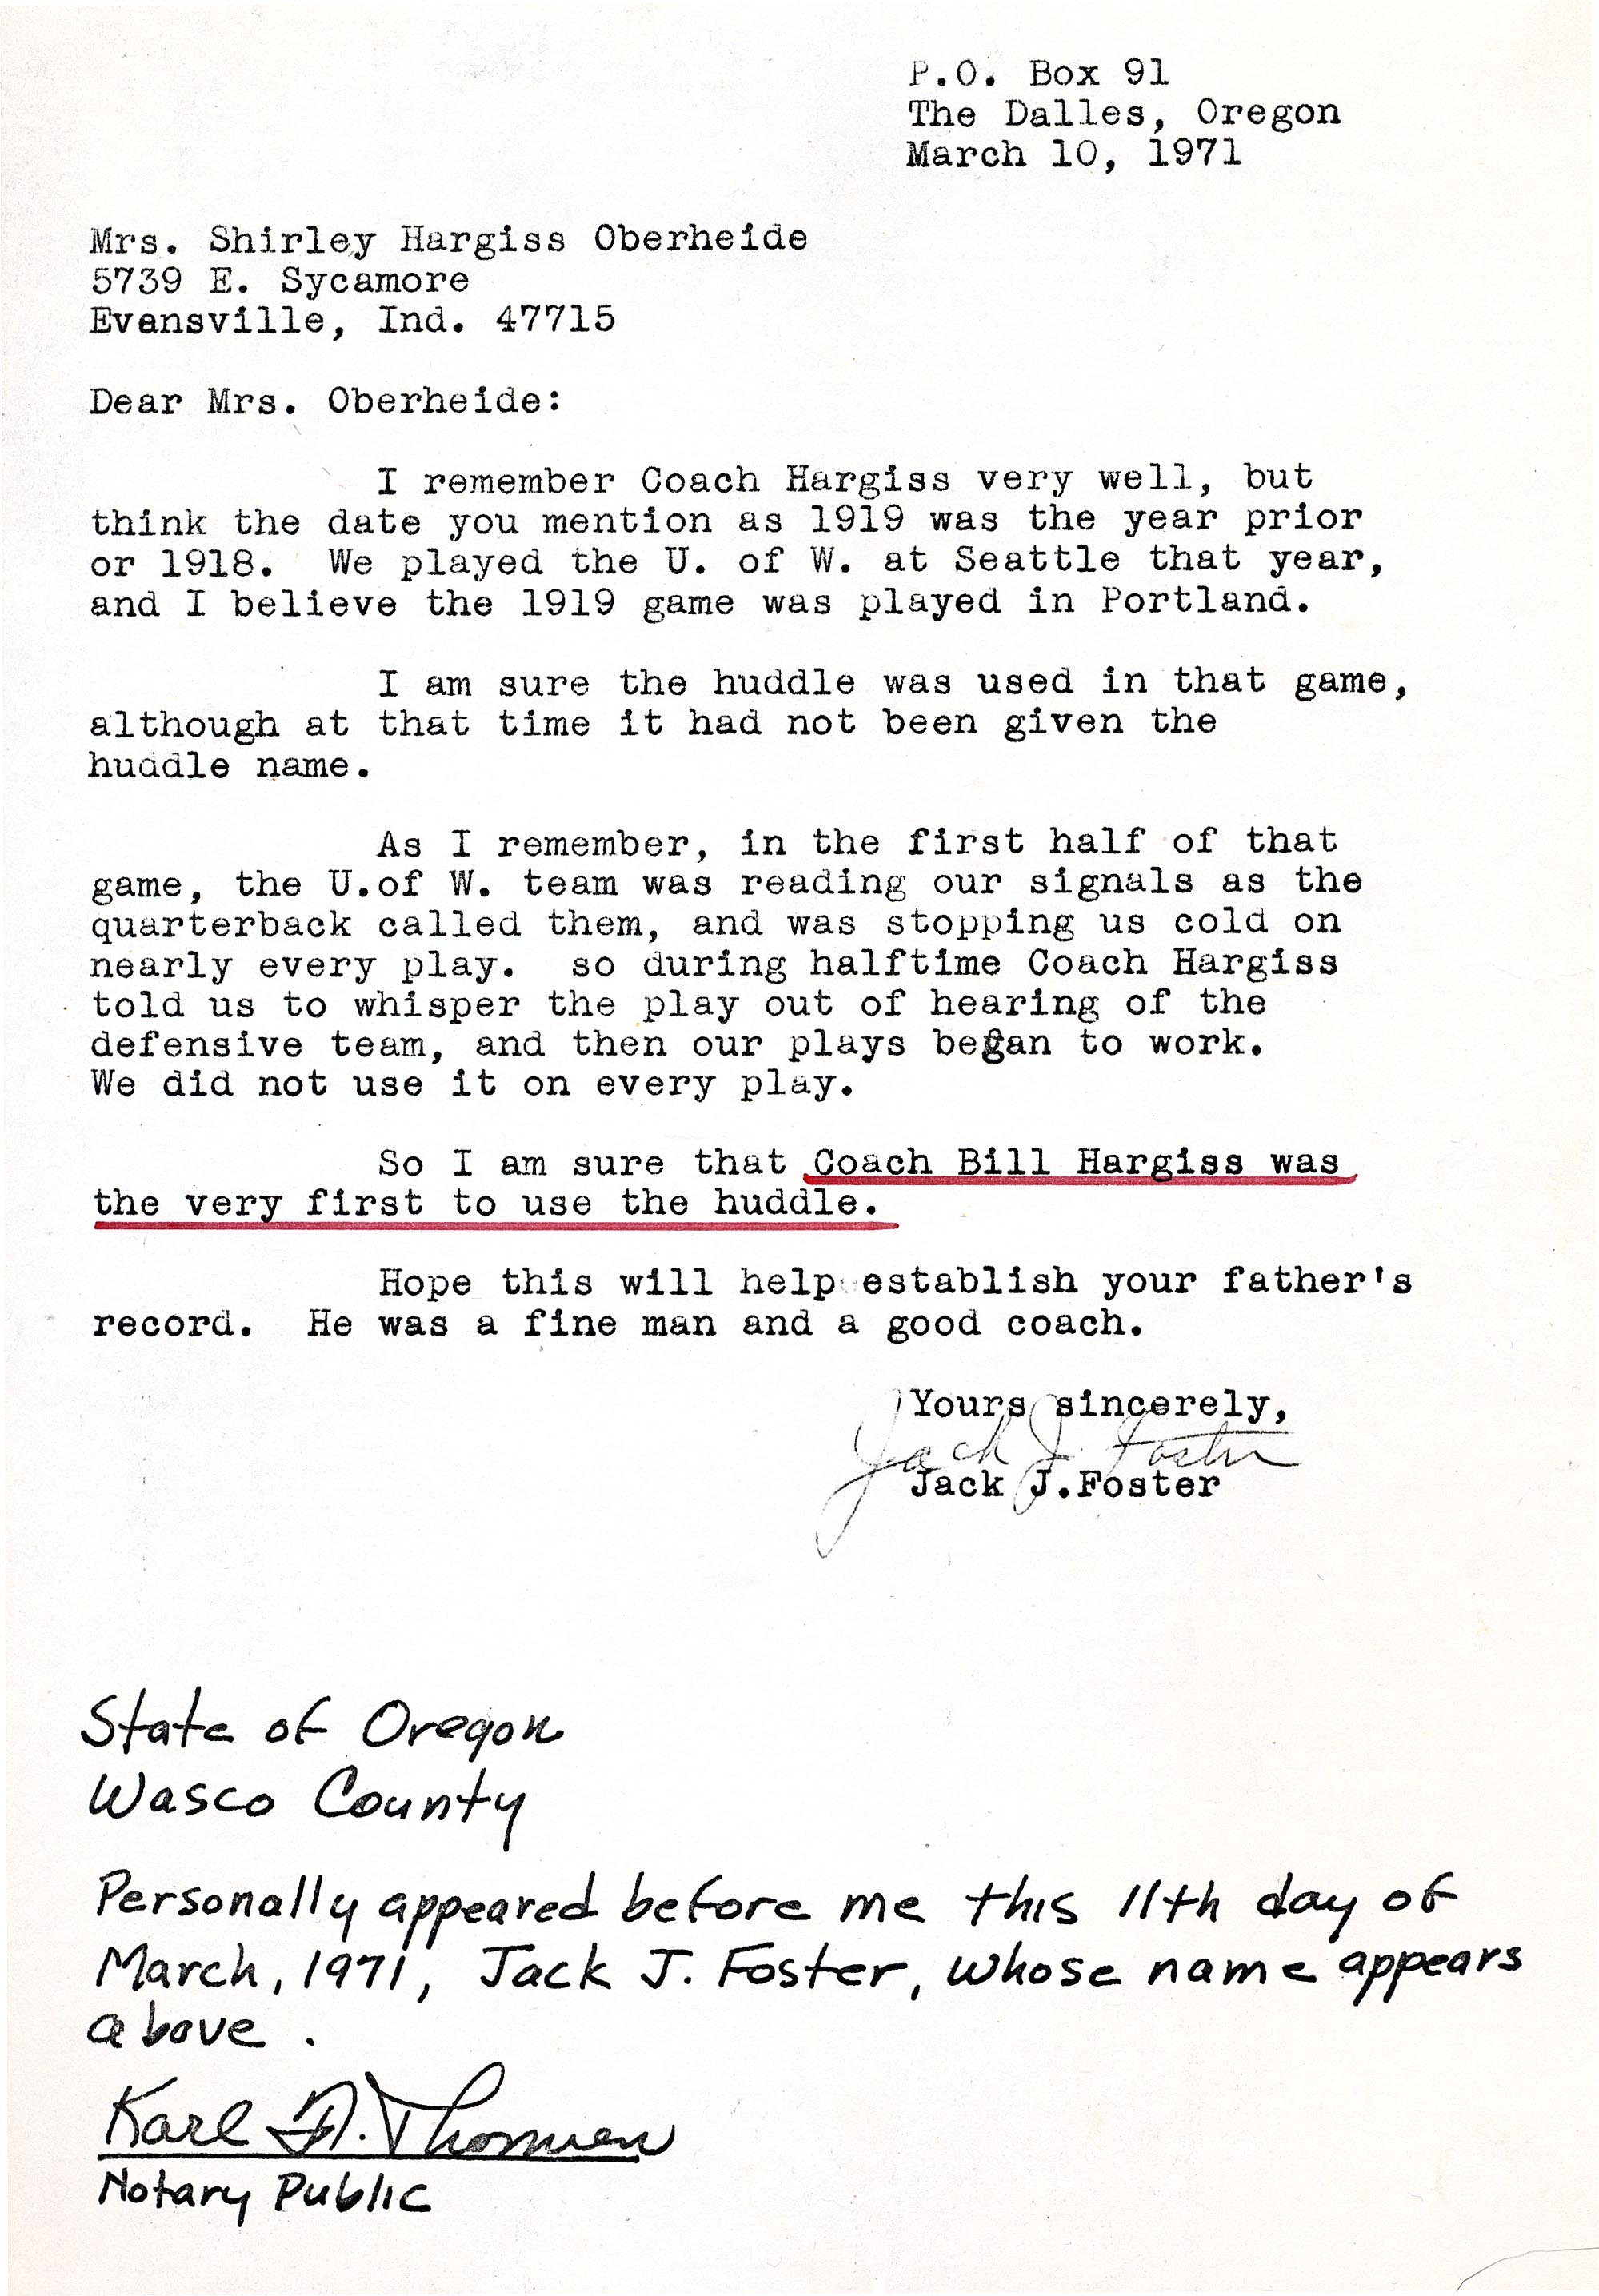 P.O. Box 91
The Dalles, Oregon
March 10, 1971
Mrs. Shirley Hargiss Oberheide
5739 E. Sycamore
Evansville, Ind. 47715
Dear Mrs. Oberheide:
I remember Coach Hargiss very well, but
think the date you mention as 1919 was the year prior
or 1918. We played the U. of W. at Seattle that year,
and I believe the 1919 game was played in Portland.
I am sure the huddle was used in that game,
although at that time it had not been given the
huddle name.
As I remember, in the first half of that
game, the U.of W. team was reading our signals as the
quarterback called them, and was stopping us cold on
nearly every play. so during halftime Coach Hargiss
told us to whisper the play out of hearing of the
defensive team, and then our plays began to work.
We did not use it on every play.
So I am sure that Coach Bill Hargiss was
the very first to use the huddle.
Hope this will help establish your father's
record. He was a fine man and a good coach.
Yours sincerely,
Jack J. Foster
Jack J.Foster
State of Oregon
Wasco County
Personally appeared before me this 11th day of
March, 1971, Jack J. Foster, whose name appears
above.
Karl
Notary Public